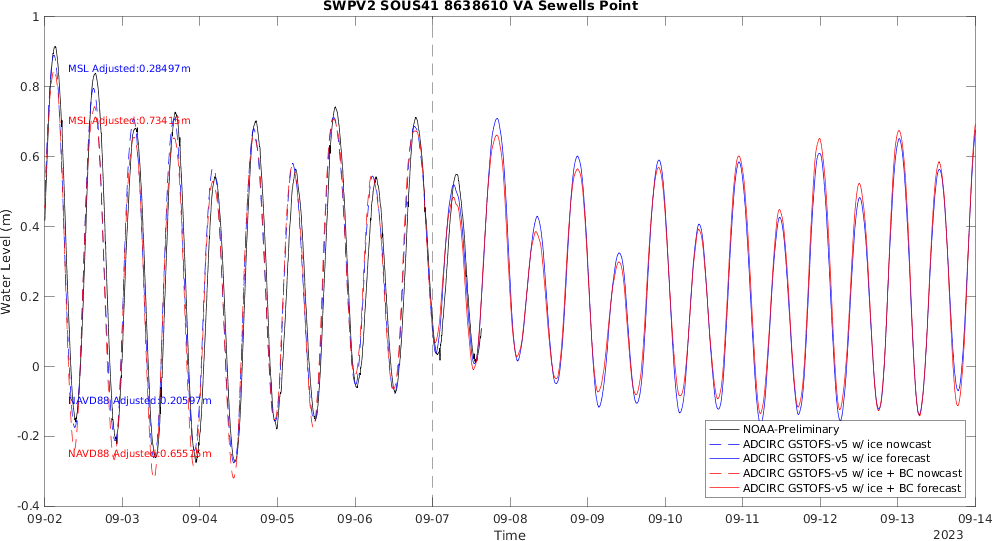 SWPV2 SOUS41 8638610 VA Sewells Point
1
0.8
0.6
0.4
0.2
0
-0.2
-0.4
Water Level (m)
MSL Adjusted:0.28497m
MSL Adjusted:0.73415m
NAVD88 Adjusted:0.20597m
NAVD88 Adjusted:0.65515m
NOAA-Preliminary
ADCIRC GSTOFS-v5 w/ ice nowcast
ADCIRC GSTOFS-v5 w/ ice forecast
ADCIRC GSTOFS-v5 w/ ice + BC nowcast
ADCIRC GSTOFS-v5 w/ ice + BC forecast
09-02 09-03 09-04 09-05 09-06 09-07 09-08 09-09 09-10 09-11 09-12 09-13 09-14
Time
2023